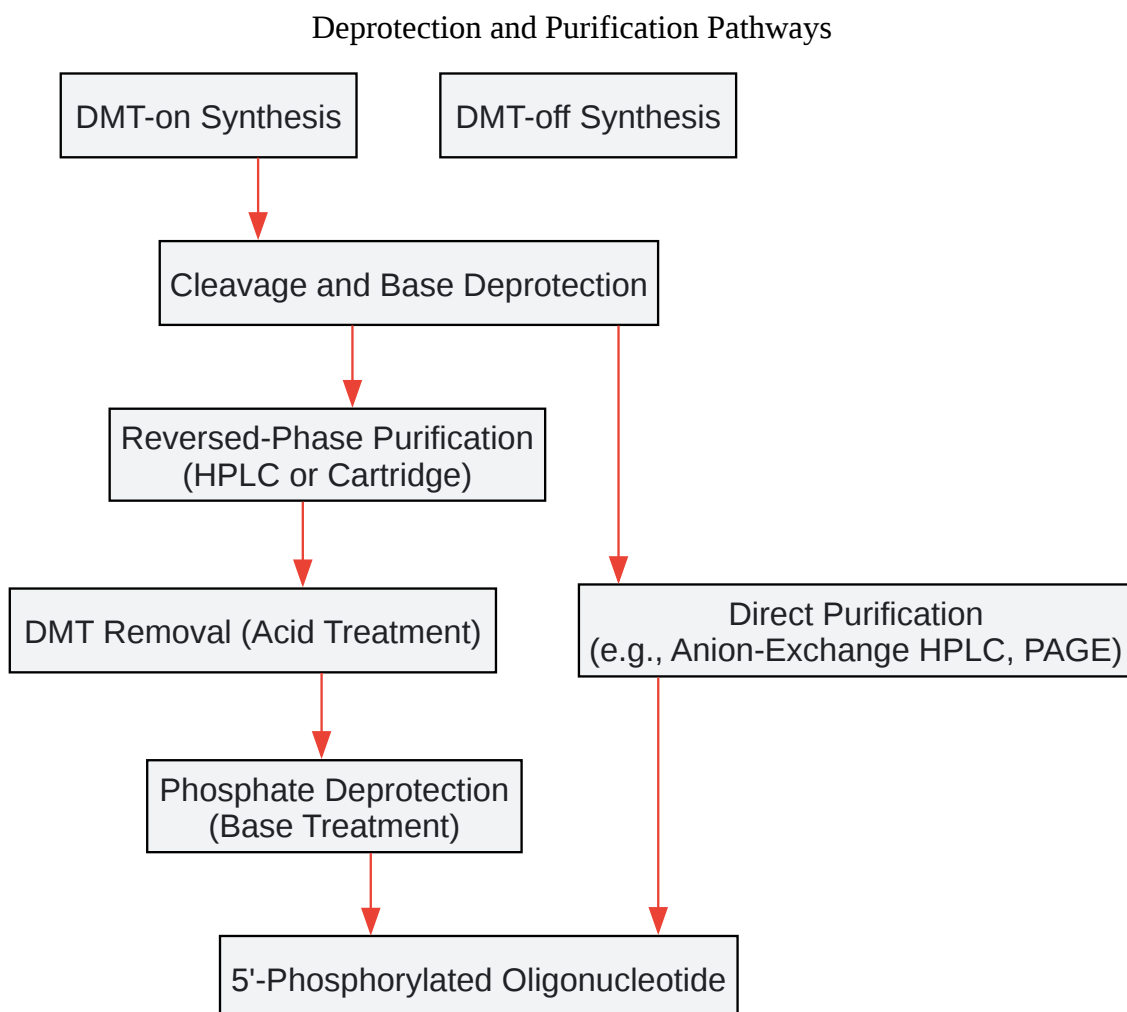 Deprotection and Purification Pathways
DMT-on Synthesis
DMT-off Synthesis
Cleavage and Base Deprotection
Reversed-Phase Purification
(HPLC or Cartridge)
DMT Removal (Acid Treatment)
Direct Purification
(e.g., Anion-Exchange HPLC, PAGE)
Phosphate Deprotection
(Base Treatment)
5'-Phosphorylated Oligonucleotide